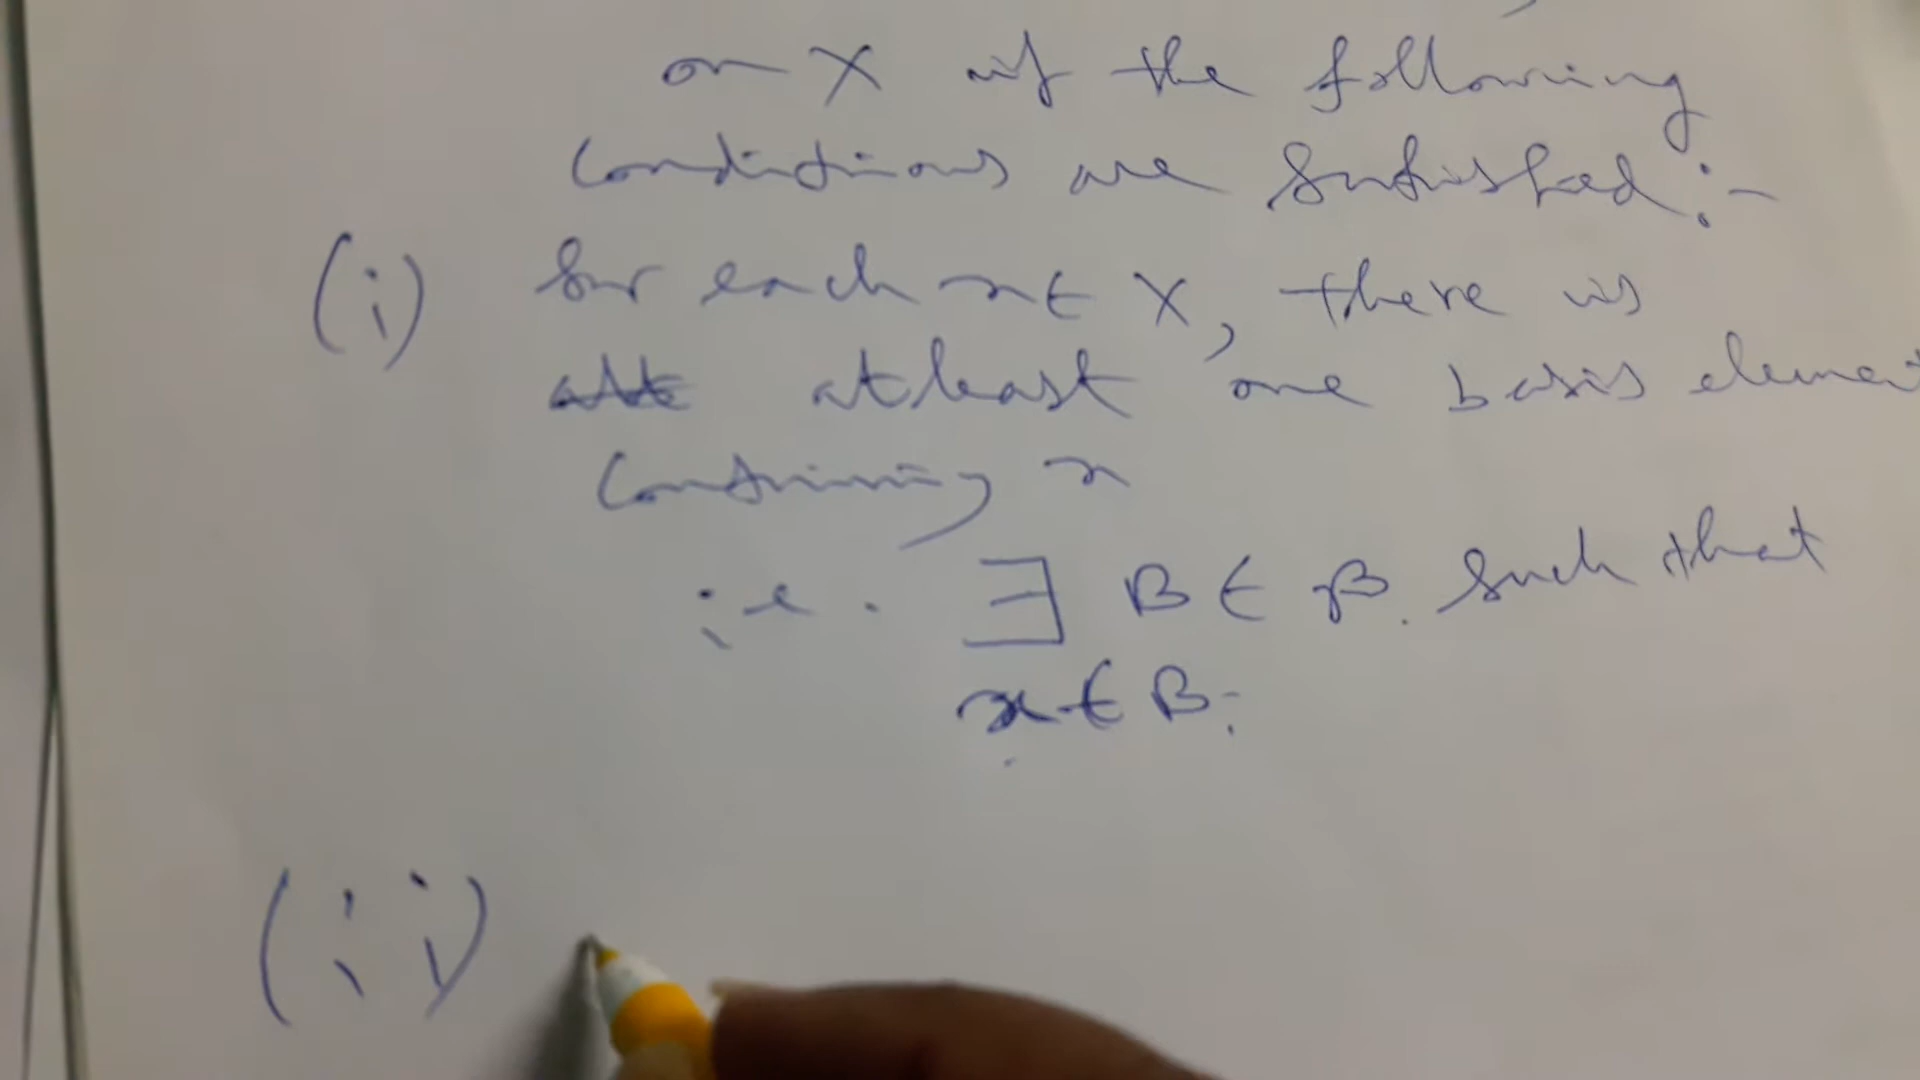 on X if the following
conditions are satisfied :-
(i) for each x ∈ X, there is
atleast one basis element
containing x
i.e. ∃ B ∈ β. such that
x ∈ B.
(ii)